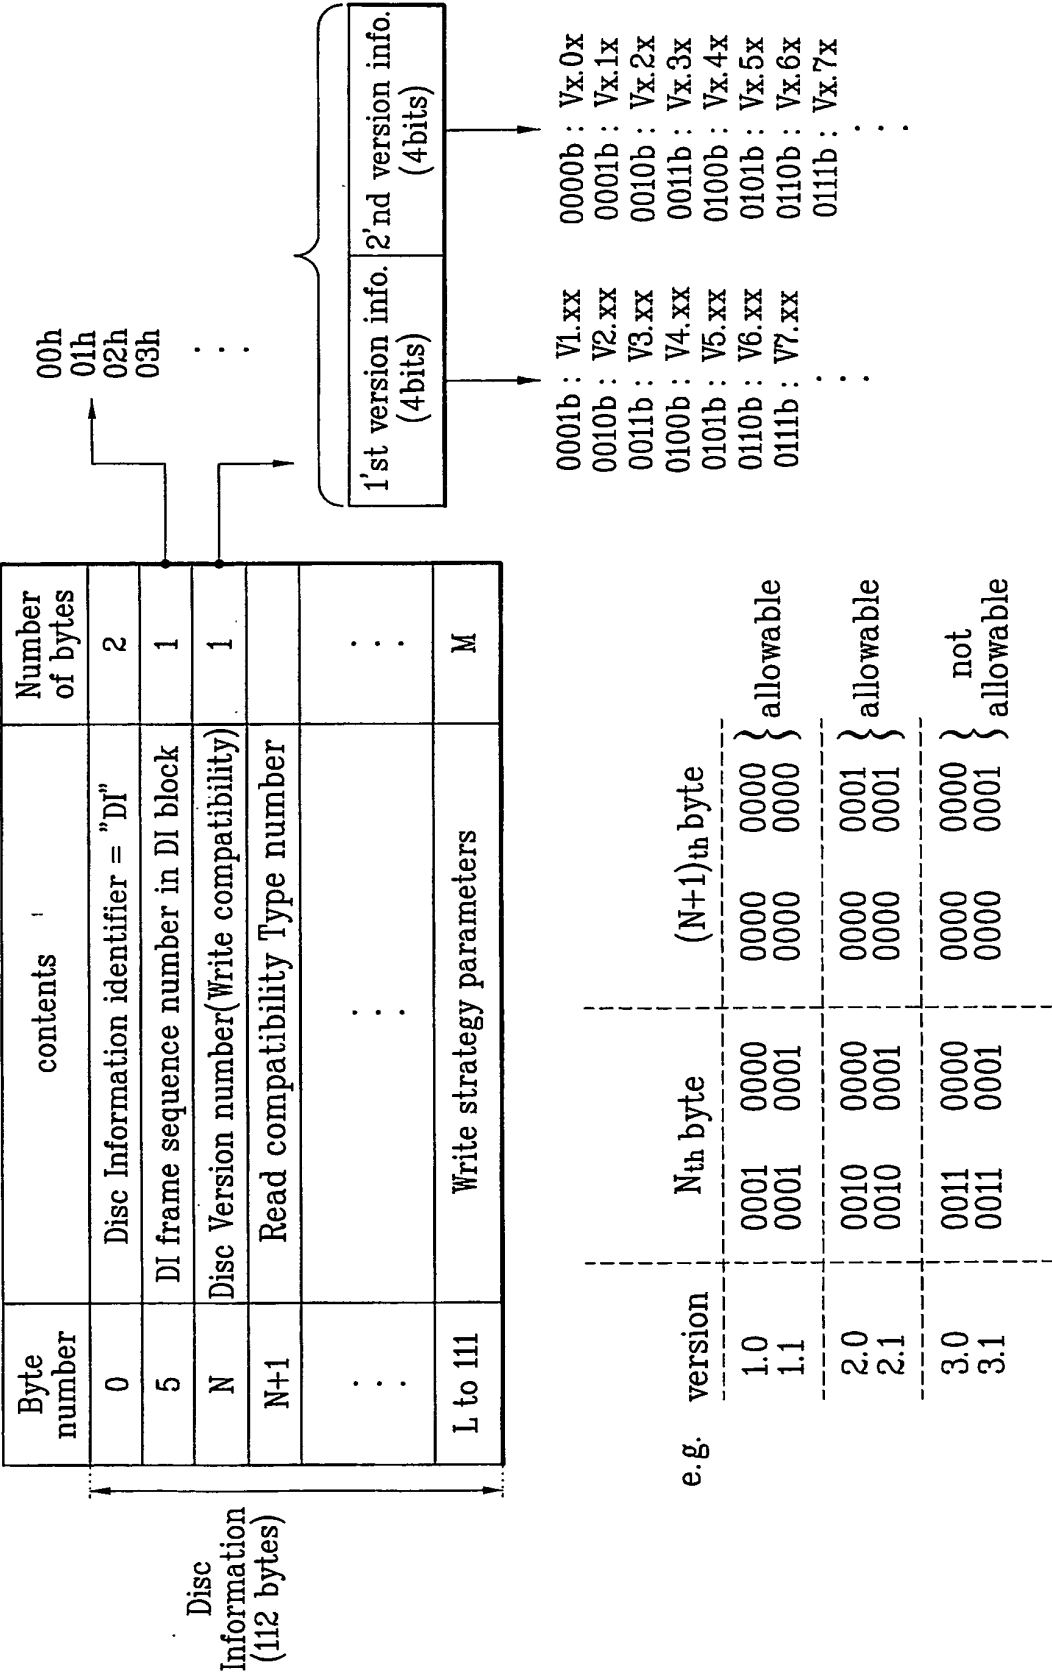 Disc
Information
(112 bytes)
Byte
number
contents
Number
of bytes
0
Disc Information identifier = "DI"
2
5
DI frame sequence number in DI block
1
N
Disc Version number(Write compatibility)
1
N+1
Read compatibility Type number
. . .
. . .
. . .
L to 111
Write strategy parameters
M
00h
01h
02h
03h
. . .
1'st version info.
(4bits)
2'nd version info.
(4bits)
0001b : V1.xx
0010b : V2.xx
0011b : V3.xx
0100b : V4.xx
0101b : V5.xx
0110b : V6.xx
0111b : V7.xx
. . .
0000b : Vx.0x
0001b : Vx.1x
0010b : Vx.2x
0011b : Vx.3x
0100b : Vx.4x
0101b : Vx.5x
0110b : Vx.6x
0111b : Vx.7x
. . .
e.g. version Nth byte (N+1)th byte
1.0 0001 0000 0000 0000
1.1 0001 0001 0000 0000
allowable
2.0 0010 0000 0000 0001
2.1 0010 0001 0000 0001
allowable
3.0 0011 0000 0000 0000
3.1 0011 0001 0000 0001
not
allowable